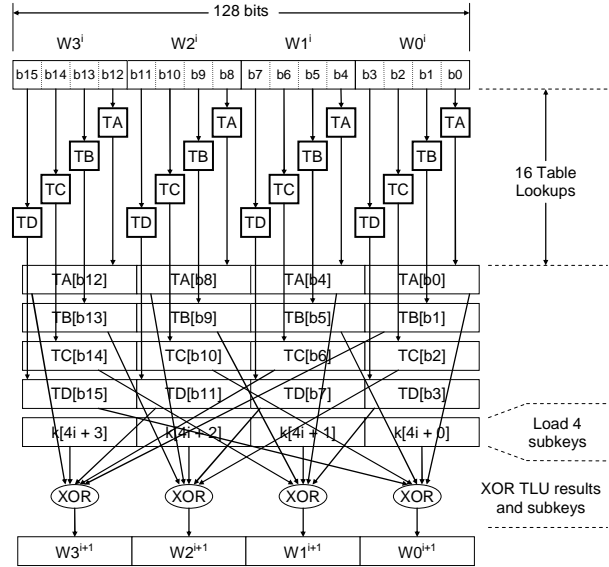 128 bits
W3^i W2^i W1^i W0^i
b15 b14 b13 b12 b11 b10 b9 b8 b7 b6 b5 b4 b3 b2 b1 b0
TA TA TA TA
TB TB TB TB
TC TC TC TC
TD TD TD TD
16 Table
Lookups
TA[b12] TA[b8] TA[b4] TA[b0]
TB[b13] TB[b9] TB[b5] TB[b1]
TC[b14] TC[b10] TC[b6] TC[b2]
TD[b15] TD[b11] TD[b7] TD[b3]
k[4i + 3] k[4i + 2] k[4i + 1] k[4i + 0]
Load 4
subkeys
XOR XOR XOR XOR
XOR TLU results
and subkeys
W3^i+1 W2^i+1 W1^i+1 W0^i+1